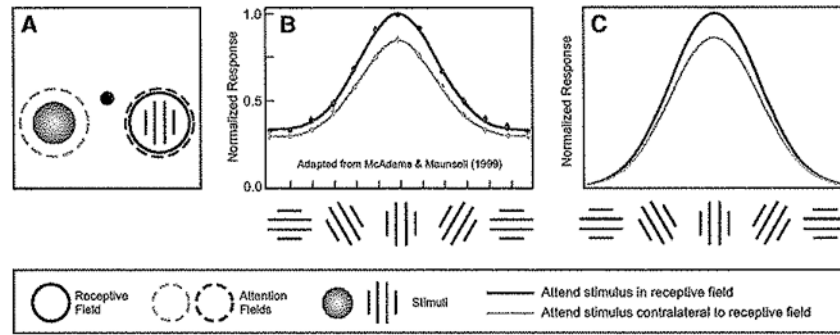 A
B
C
Normalized Response
1.0
0.5
0.0
Adapted from McAdams & Maunsell (1999)
Normalized Response
Receptive
Field
Attention
Fields
Stimuli
Attend stimulus in receptive field
Attend stimulus contralateral to receptive field